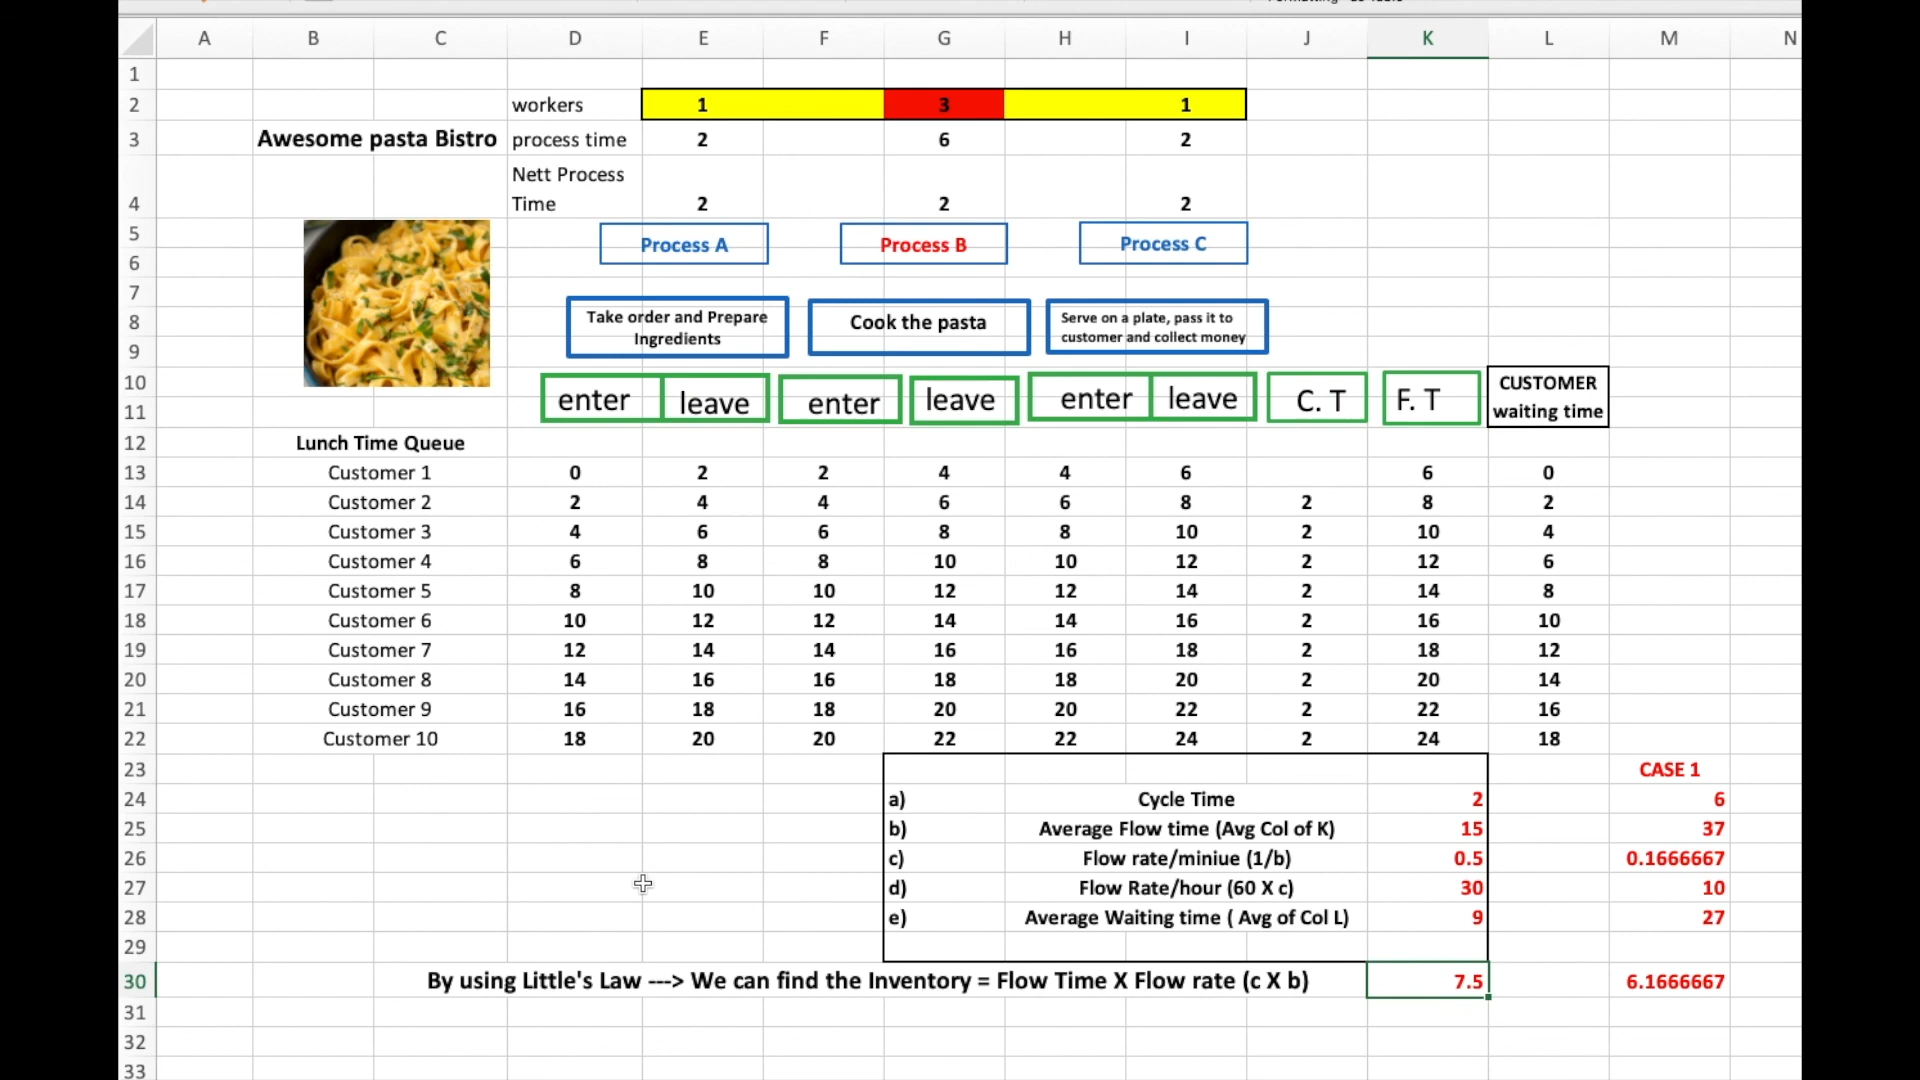 A B C D E F G H I J K L M N
1
2 workers 1 3 1
3 Awesome pasta Bistro process time 2 6 2
Nett Process
4 Time 2 2 2
5 Process A Process B Process C
6
7
8 Take order and Prepare Ingredients Cook the pasta Serve on a plate, pass it to customer and collect money
9
10 enter leave enter leave enter leave C. T F. T CUSTOMER
11 waiting time
12 Lunch Time Queue
13 Customer 1 0 2 2 4 4 6 6 0
14 Customer 2 2 4 4 6 6 8 2 8 2
15 Customer 3 4 6 6 8 8 10 2 10 4
16 Customer 4 6 8 8 10 10 12 2 12 6
17 Customer 5 8 10 10 12 12 14 2 14 8
18 Customer 6 10 12 12 14 14 16 2 16 10
19 Customer 7 12 14 14 16 16 18 2 18 12
20 Customer 8 14 16 16 18 18 20 2 20 14
21 Customer 9 16 18 18 20 20 22 2 22 16
22 Customer 10 18 20 20 22 22 24 2 24 18
23 CASE 1
24 a) Cycle Time 2 6
25 b) Average Flow time (Avg Col of K) 15 37
26 c) Flow rate/miniue (1/b) 0.5 0.1666667
27 d) Flow Rate/hour (60 X c) 30 10
28 e) Average Waiting time ( Avg of Col L) 9 27
29
30 By using Little's Law ---> We can find the Inventory = Flow Time X Flow rate (c X b) 7.5 6.1666667
31
32
33